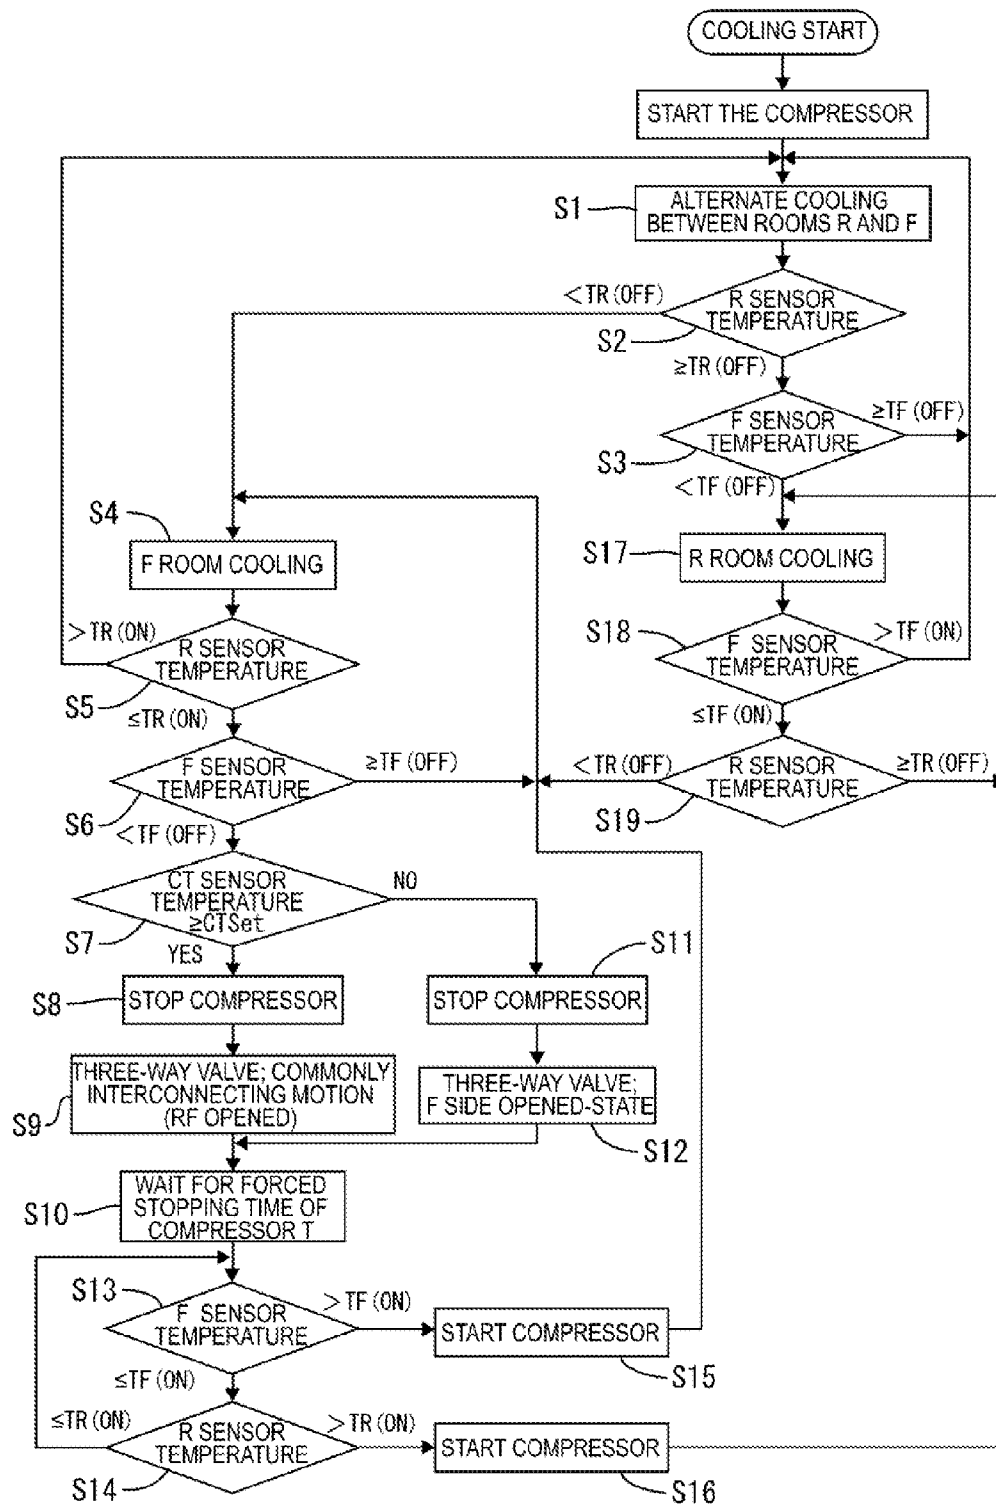 COOLING START
START THE COMPRESSOR
S1
ALTERNATE COOLING
BETWEEN ROOMS R AND F
<TR(OFF)
R SENSOR
TEMPERATURE
S2
≥TR(OFF)
F SENSOR
TEMPERATURE
≥TF(OFF)
S3
<TF(OFF)
S4
F ROOM COOLING
S17
R ROOM COOLING
>TR(ON)
R SENSOR
TEMPERATURE
S5
≤TR(ON)
S18
F SENSOR
TEMPERATURE
>TF(ON)
≤TF(ON)
F SENSOR
TEMPERATURE
≥TF(OFF)
S6
<TF(OFF)
<TR(OFF)
R SENSOR
TEMPERATURE
≥TR(OFF)
S19
CT SENSOR
TEMPERATURE
≥CTSet
NO
S7
YES
S8
STOP COMPRESSOR
S11
STOP COMPRESSOR
THREE-WAY VALVE; COMMONLY
INTERCONNECTING MOTION
(RF OPENED)
S9
THREE-WAY VALVE;
F SIDE OPENED-STATE
S12
WAIT FOR FORCED
STOPPING TIME OF
COMPRESSOR T
S10
S13
F SENSOR
TEMPERATURE
>TF(ON)
START COMPRESSOR
S15
≤TF(ON)
≤TR(ON)
R SENSOR
TEMPERATURE
>TR(ON)
START COMPRESSOR
S14
S16